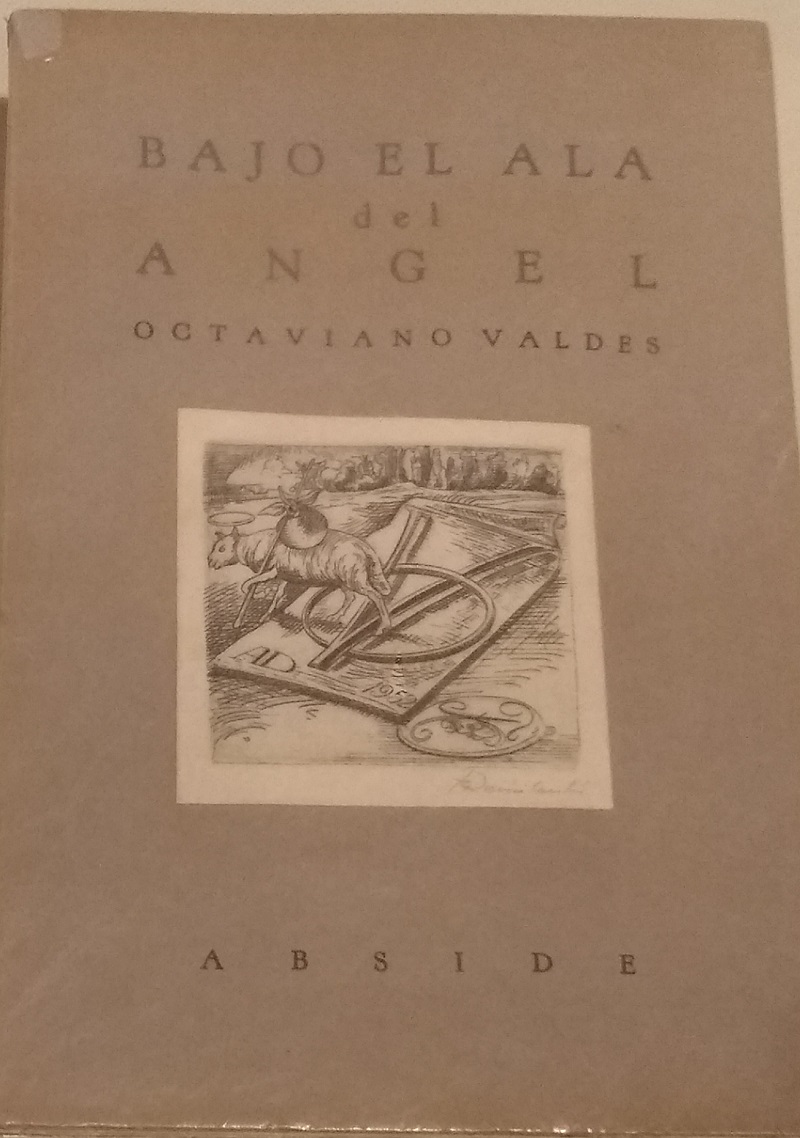 BAJO EL ALA
del
ANGEL
OCTAVIANO VALDES
AD
1952
ABSIDE